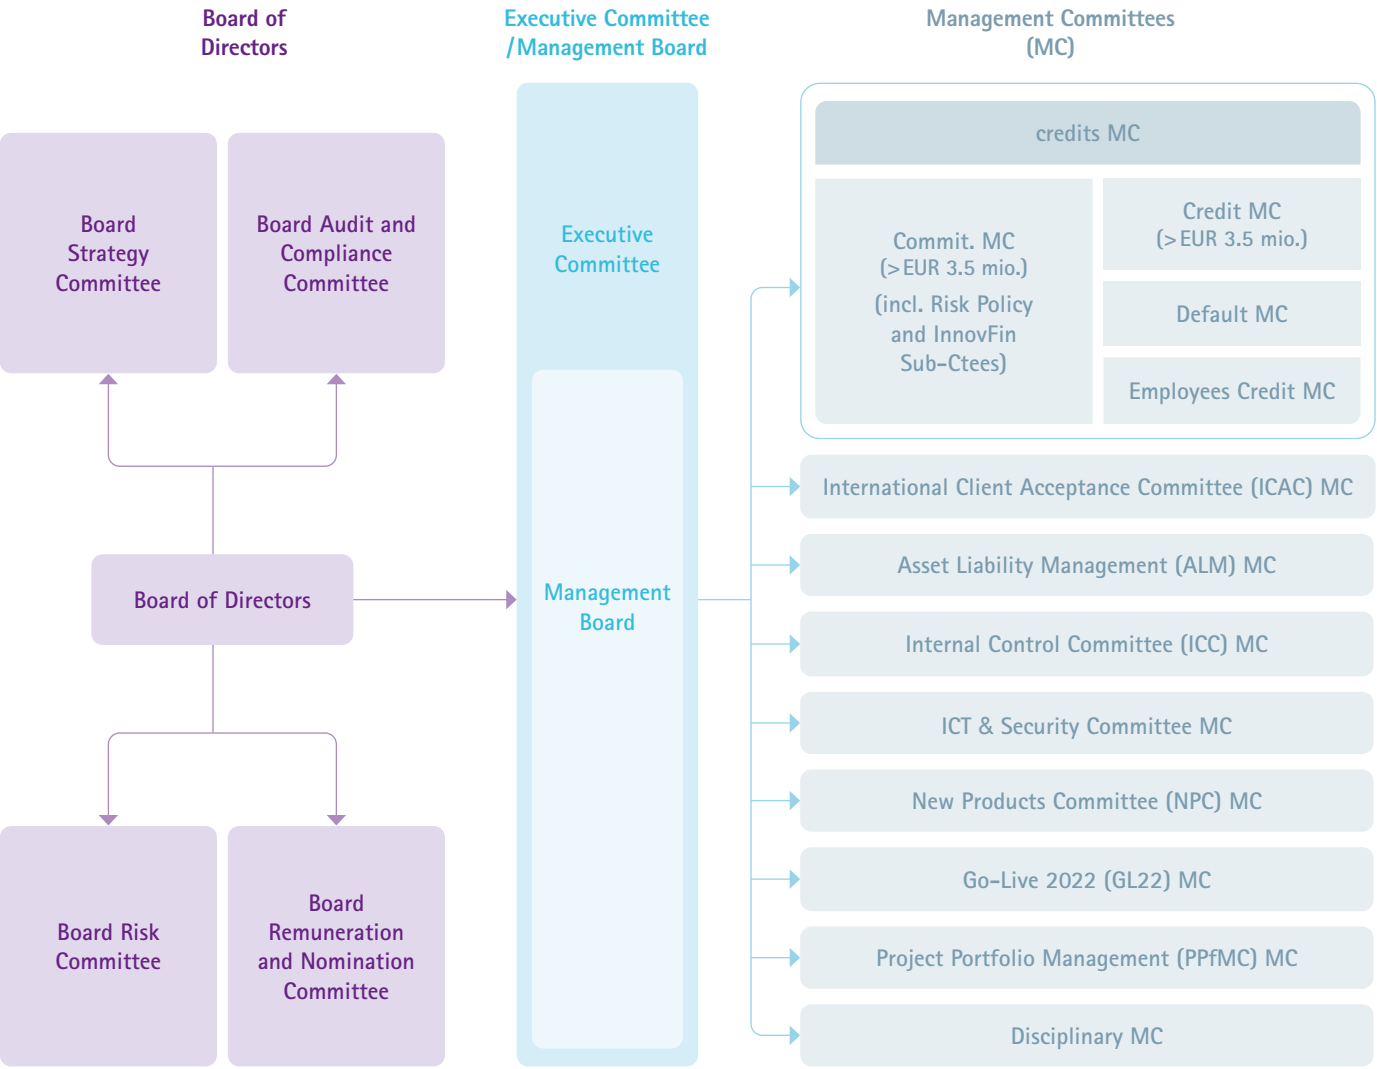 Board of
Directors
Executive Committee
/Management Board
Management Committees
(MC)
Board
Strategy
Committee
Board Audit and
Compliance
Committee
Board of Directors
Board Risk
Committee
Board
Remuneration
and Nomination
Committee
Executive
Committee
Management
Board
credits MC
Commit. MC
(>EUR 3.5 mio.)
(incl. Risk Policy
and InnovFin
Sub-Ctees)
Credit MC
(>EUR 3.5 mio.)
Default MC
Employees Credit MC
International Client Acceptance Committee (ICAC) MC
Asset Liability Management (ALM) MC
Internal Control Committee (ICC) MC
ICT & Security Committee MC
New Products Committee (NPC) MC
Go-Live 2022 (GL22) MC
Project Portfolio Management (PPfMC) MC
Disciplinary MC